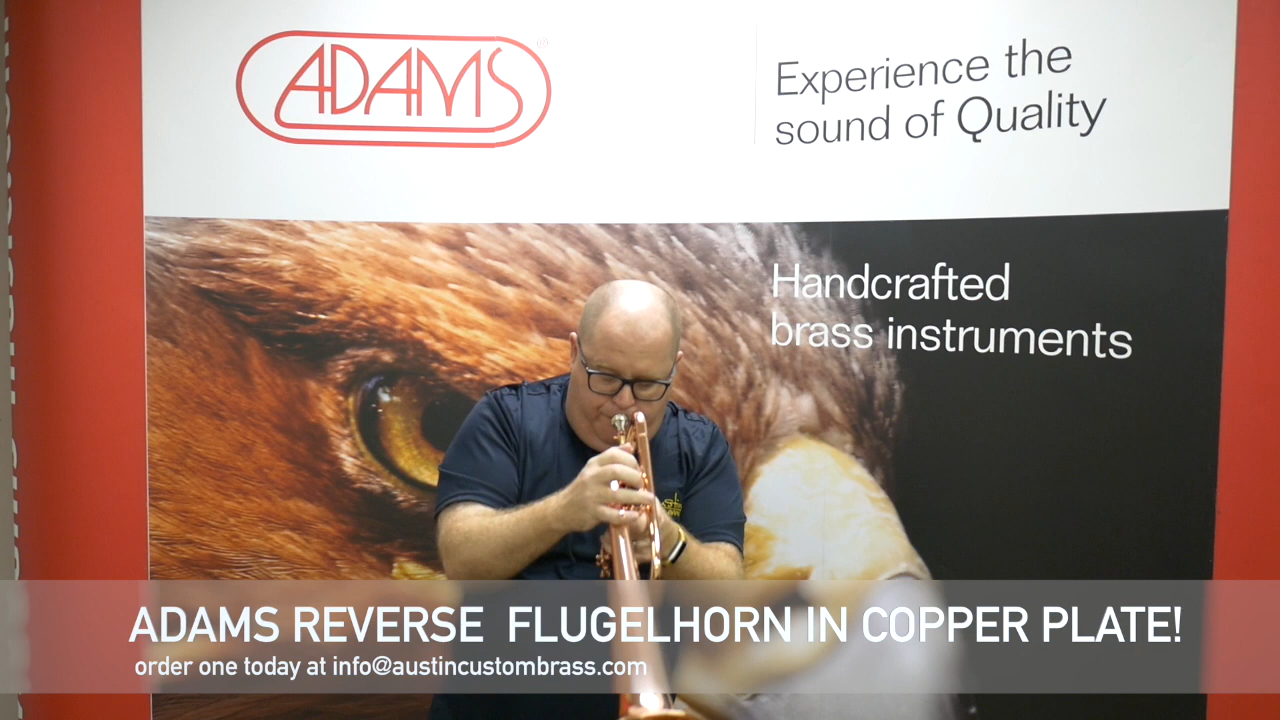 ADAMS
Experience the
sound of Quality
Handcrafted
brass instruments
ADAMS REVERSE FLUGELHORN IN COPPER PLATE!
order one today at info@austincustombrass.com